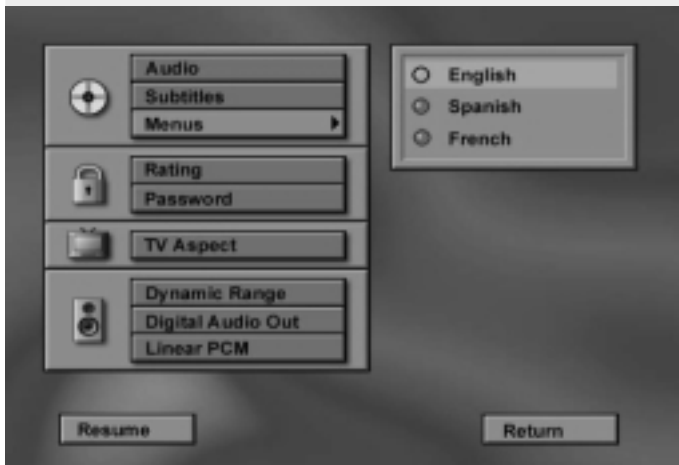 Audio
Subtitles
Menus
Rating
Password
TV Aspect
Dynamic Range
Digital Audio Out
Linear PCM
English
Spanish
French
Resume
Return